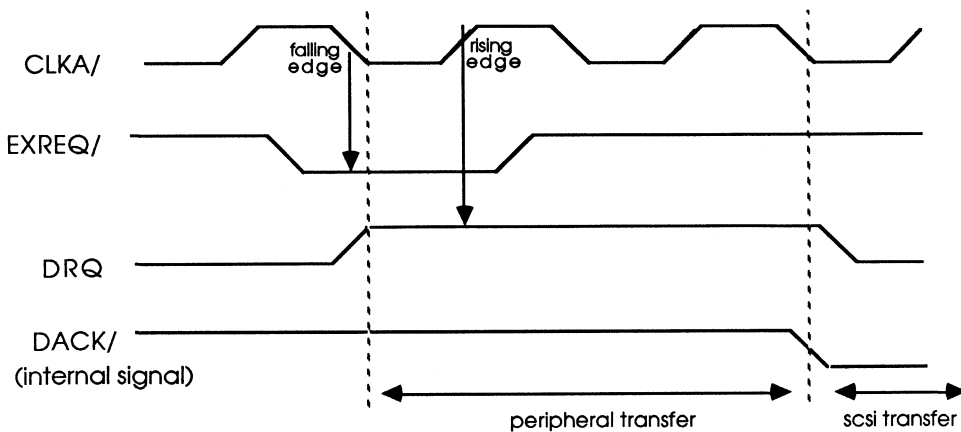 CLKA/
falling
edge
rising
edge
EXREQ/
DRQ
DACK/
(internal signal)
peripheral transfer
scsi transfer